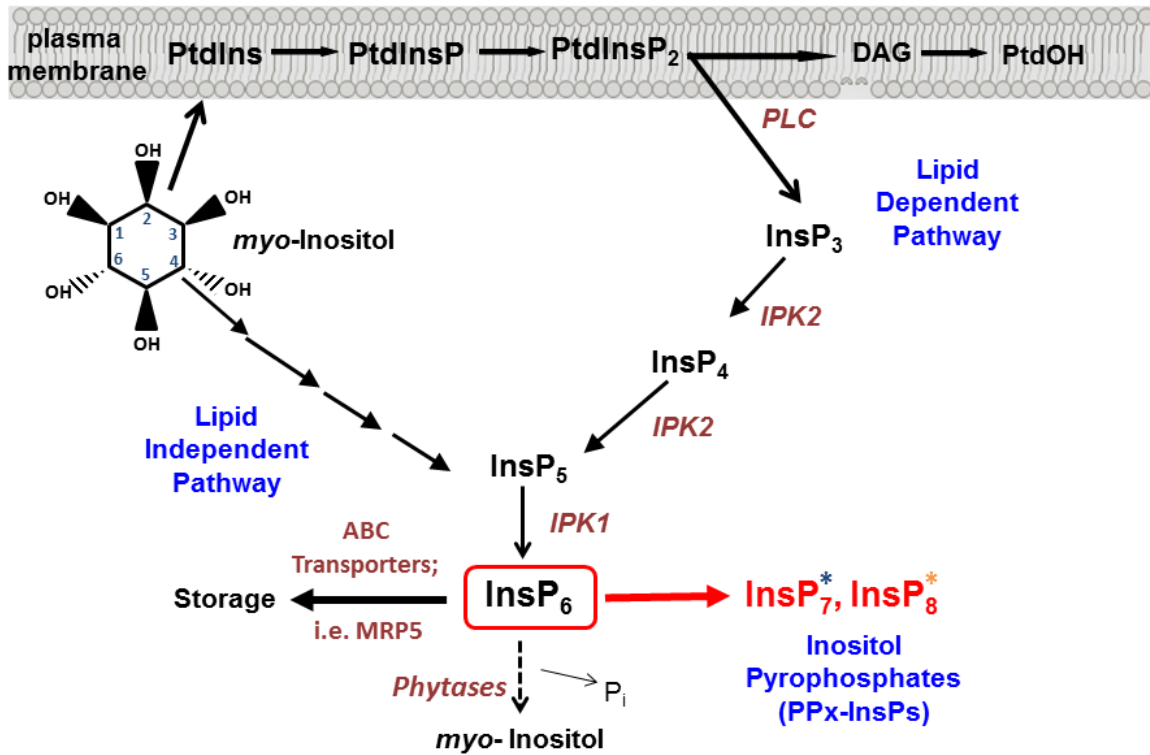 plasma
membrane
PtdIns
PtdInsP
PtdInsP₂
DAG
PtdOH
PLC
OH
OH
OH
2
1
3
6
4
5
OH
OH
OH
myo-Inositol
Lipid
Dependent
Pathway
InsP₃
IPK2
InsP₄
IPK2
Lipid
Independent
Pathway
InsP₅
IPK1
ABC
Transporters;
Storage
i.e. MRP5
InsP₆
InsP₇*, InsP₈*
Inositol
Pyrophosphates
(PPx-InsPs)
Phytases
Pᵢ
myo- Inositol